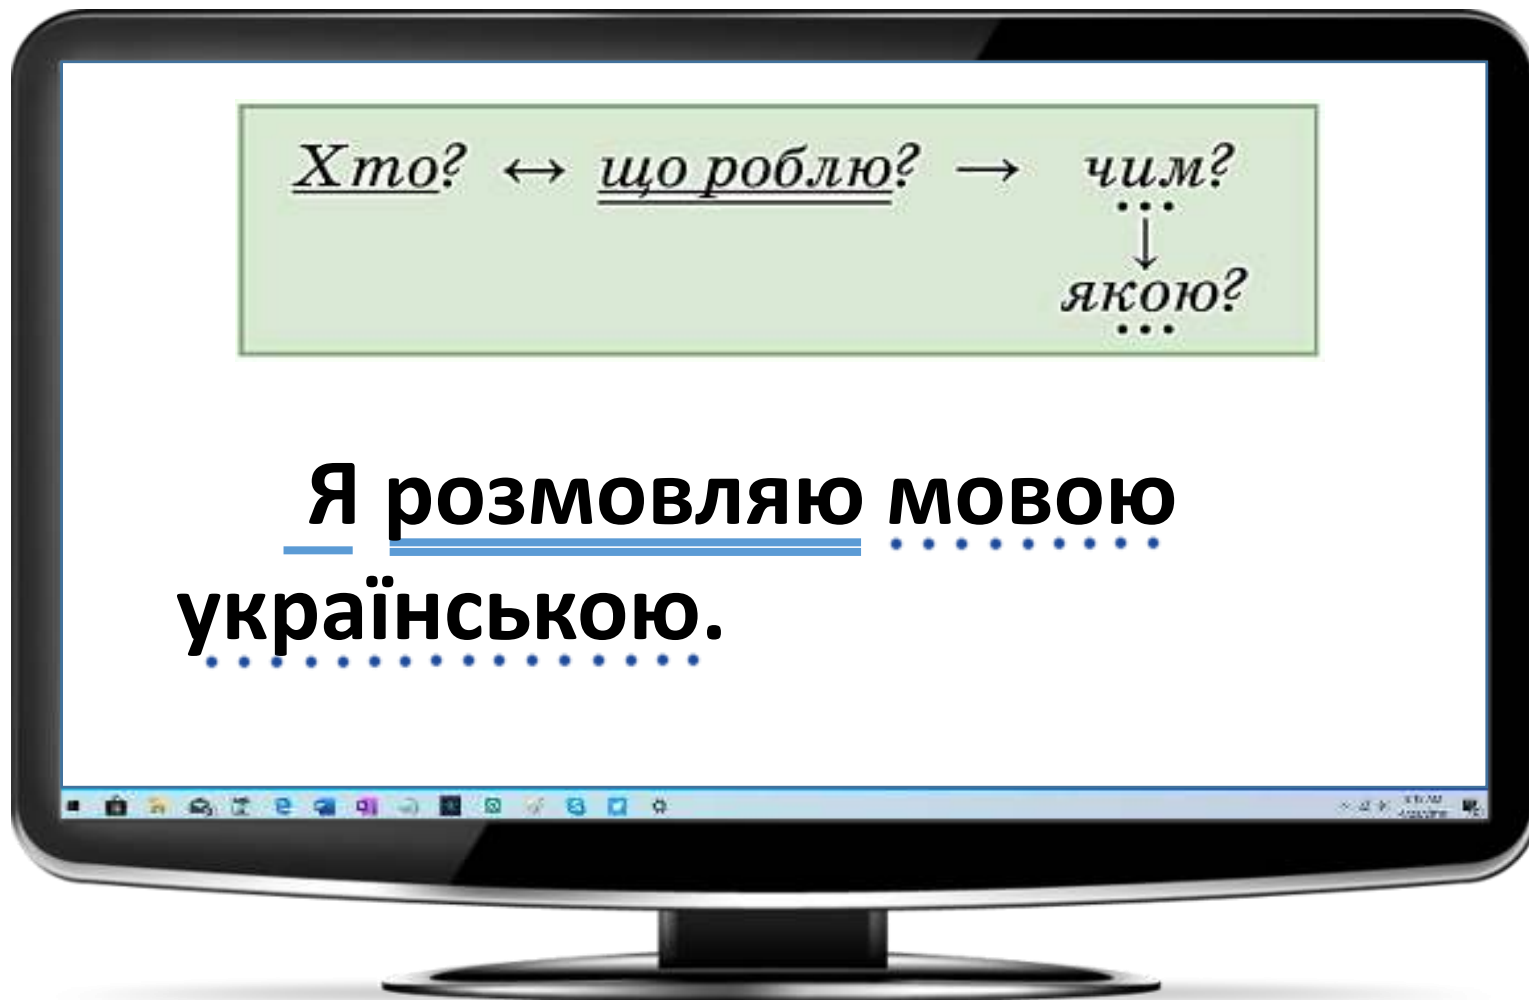 Хто? ↔ що роблю? → чим?
↓
якою?
Я розмовляю мовою
українською.